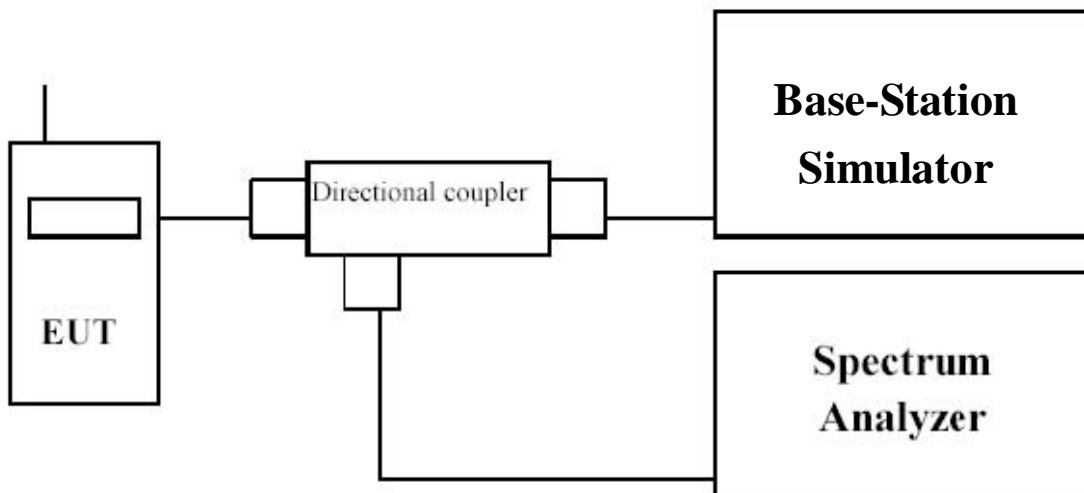 Base-Station
Simulator
Directional coupler
EUT
Spectrum
Analyzer